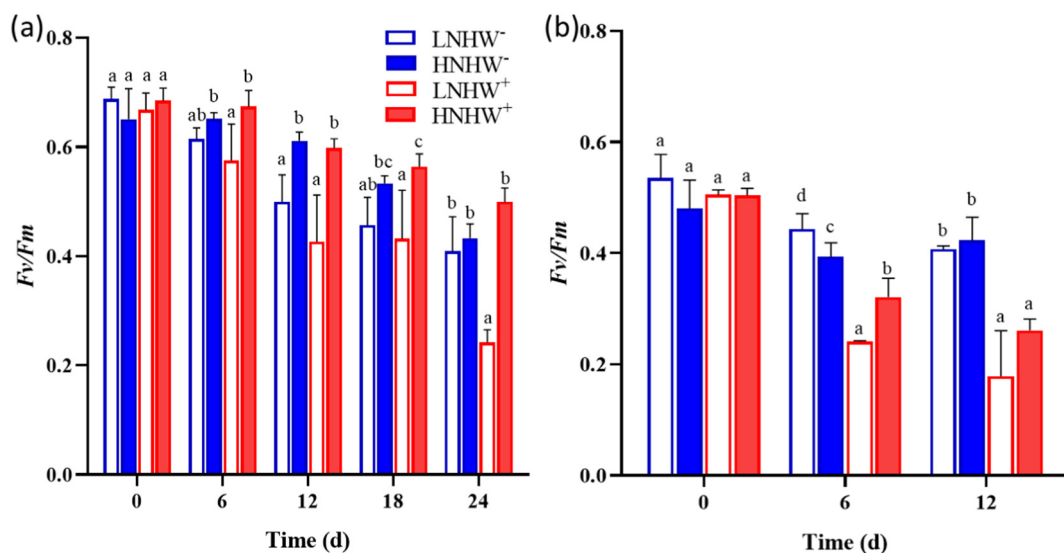 (a)
0.8
0.6
0.4
0.2
0.0
Fv/Fm
LNHW⁻
HNHW⁻
LNHW⁺
HNHW⁺
a a a a
ab b a b
a b a b
ab bc a c
b b a b
0 6 12 18 24
Time (d)
(b)
0.8
0.6
0.4
0.2
0.0
Fv/Fm
a a a a
d c a b
b b a a
0 6 12
Time (d)